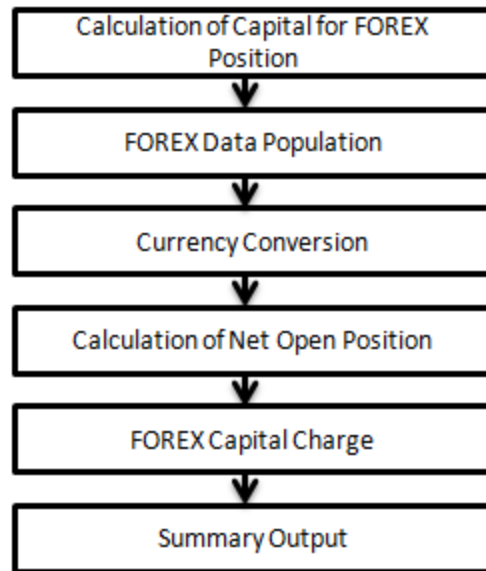 Calculation of Capital for FOREX
Position
FOREX Data Population
Currency Conversion
Calculation of Net Open Position
FOREX Capital Charge
Summary Output